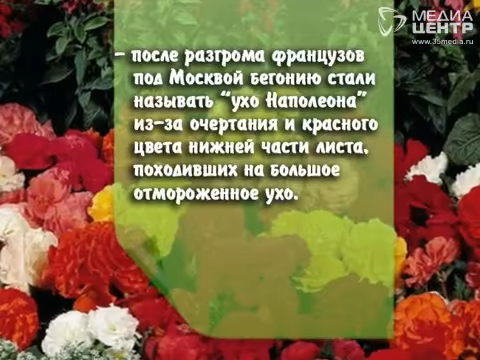 МЕДИА
ЦЕНТР
www.35media.ru
– после разгрома французов
под Москвой бегонию стали
называть “ухо Наполеона”
из-за очертания и красного
цвета нижней части листа,
походивших на большое
отмороженное ухо.